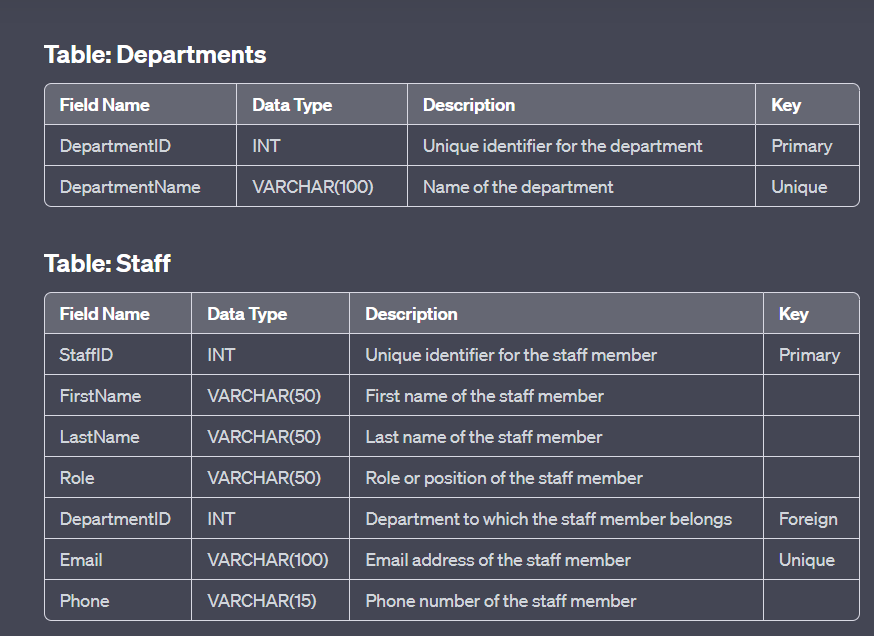 Table: Departments
Field Name Data Type Description Key
DepartmentID INT Unique identifier for the department Primary
DepartmentName VARCHAR(100) Name of the department Unique
Table: Staff
Field Name Data Type Description Key
StaffID INT Unique identifier for the staff member Primary
FirstName VARCHAR(50) First name of the staff member
LastName VARCHAR(50) Last name of the staff member
Role VARCHAR(50) Role or position of the staff member
DepartmentID INT Department to which the staff member belongs Foreign
Email VARCHAR(100) Email address of the staff member Unique
Phone VARCHAR(15) Phone number of the staff member